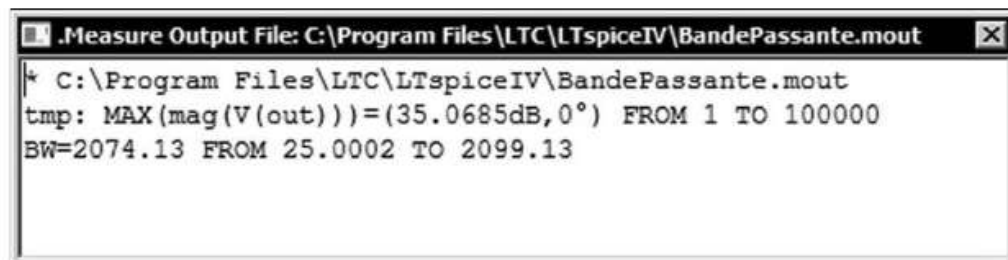 .Measure Output File: C:\Program Files\LTC\LTspiceIV\BandePassante.mout
* C:\Program Files\LTC\LTspiceIV\BandePassante.mout
tmp: MAX(mag(V(out)))=(35.0685dB,0°) FROM 1 TO 100000
BW=2074.13 FROM 25.0002 TO 2099.13